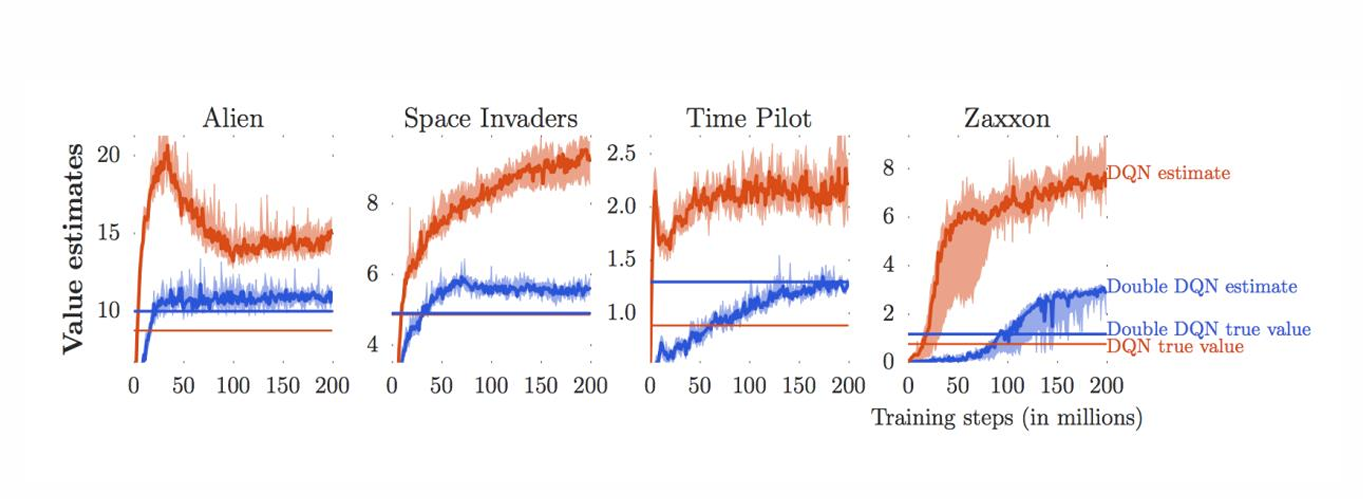 Alien
Space Invaders
Time Pilot
Zaxxon
Value estimates
20
15
10
8
6
4
2.5
2.0
1.5
1.0
8
6
4
2
0
DQN estimate
Double DQN estimate
Double DQN true value
DQN true value
0 50 100 150 200
0 50 100 150 200
0 50 100 150 200
0 50 100 150 200
Training steps (in millions)